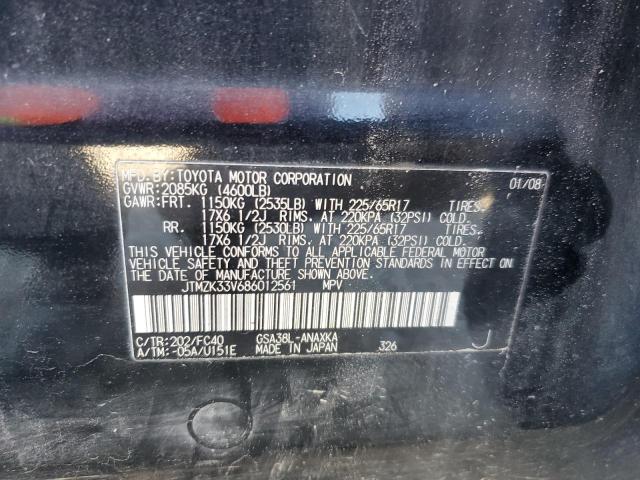 MFD. BY: TOYOTA MOTOR CORPORATION 01/08
GVWR: 2085KG (4600LB)
GAWR: FRT. 1150KG (2535LB) WITH 225/65R17 TIRES,
17X6 1/2J RIMS, AT 220KPA (32PSI) COLD.
RR. 1150KG (2530LB) WITH 225/65R17 TIRES,
17X6 1/2J RIMS, AT 220KPA (32PSI) COLD.
THIS VEHICLE CONFORMS TO ALL APPLICABLE FEDERAL MOTOR
VEHICLE SAFETY AND THEFT PREVENTION STANDARDS IN EFFECT
ON THE DATE OF MANUFACTURE SHOWN ABOVE.
JTMZK33V686012561 MPV
C/TR: 202/FC40 GSA38L-ANAXKA
A/TM: -05A/U151E MADE IN JAPAN 326 J